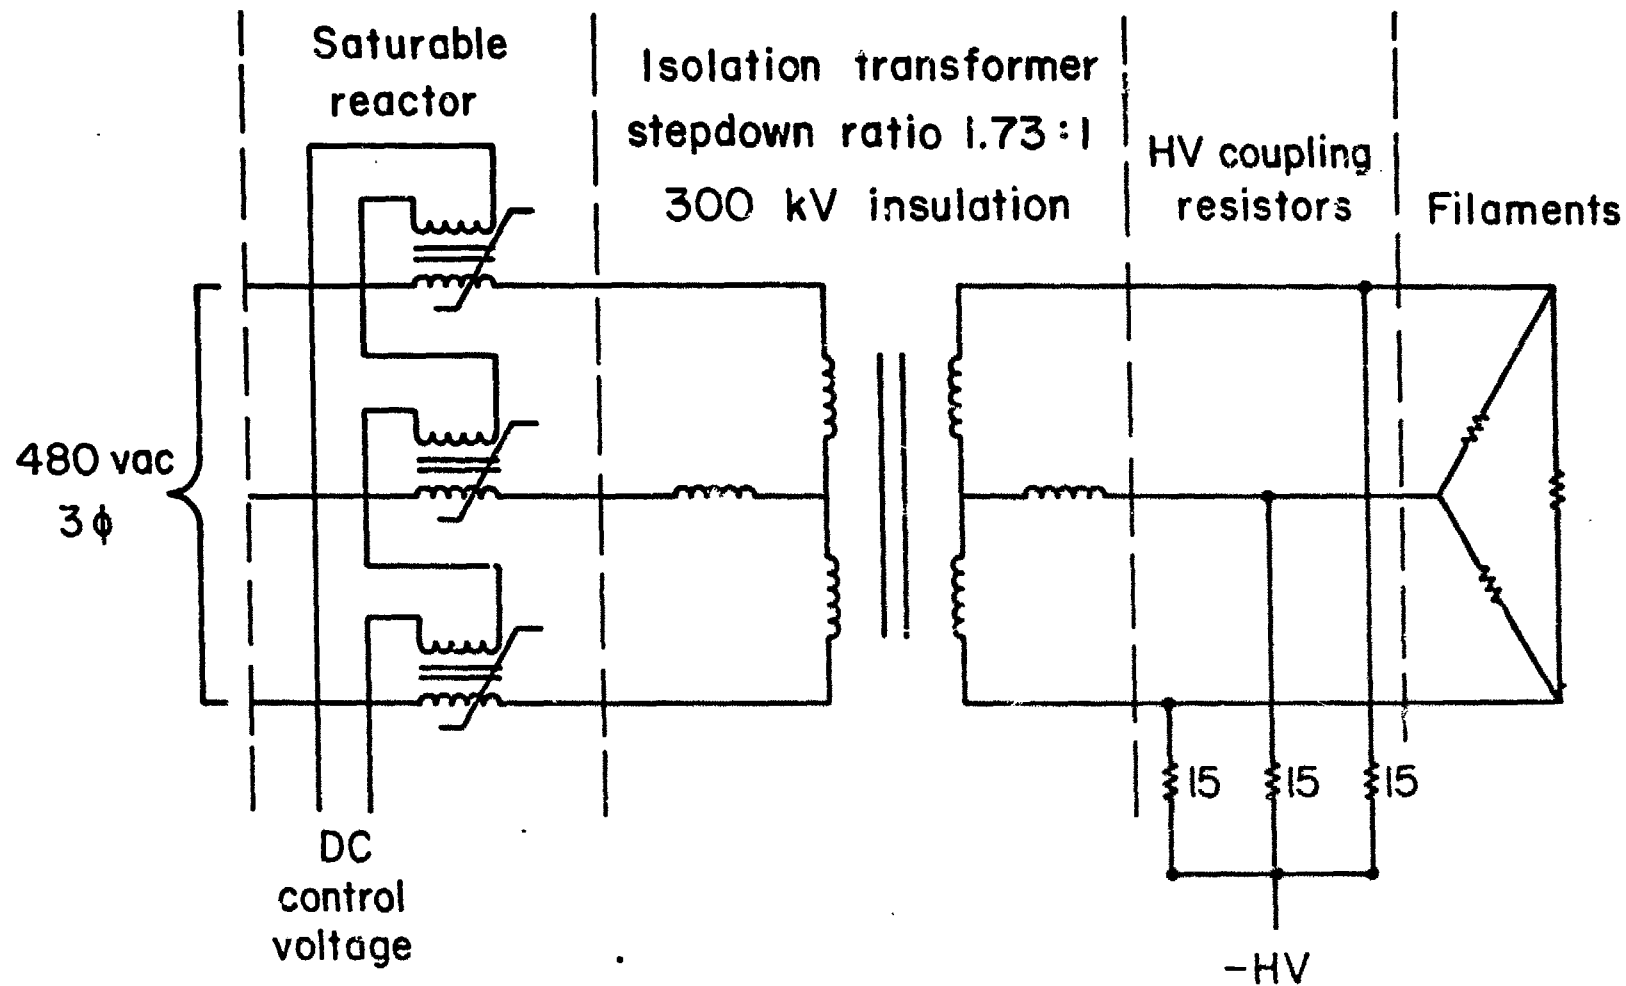 Saturable
reactor
Isolation transformer
stepdown ratio 1.73:1
300 kV insulation
HV coupling
resistors
Filaments
480 vac
3 ϕ
15
15
15
DC
control
voltage
-HV